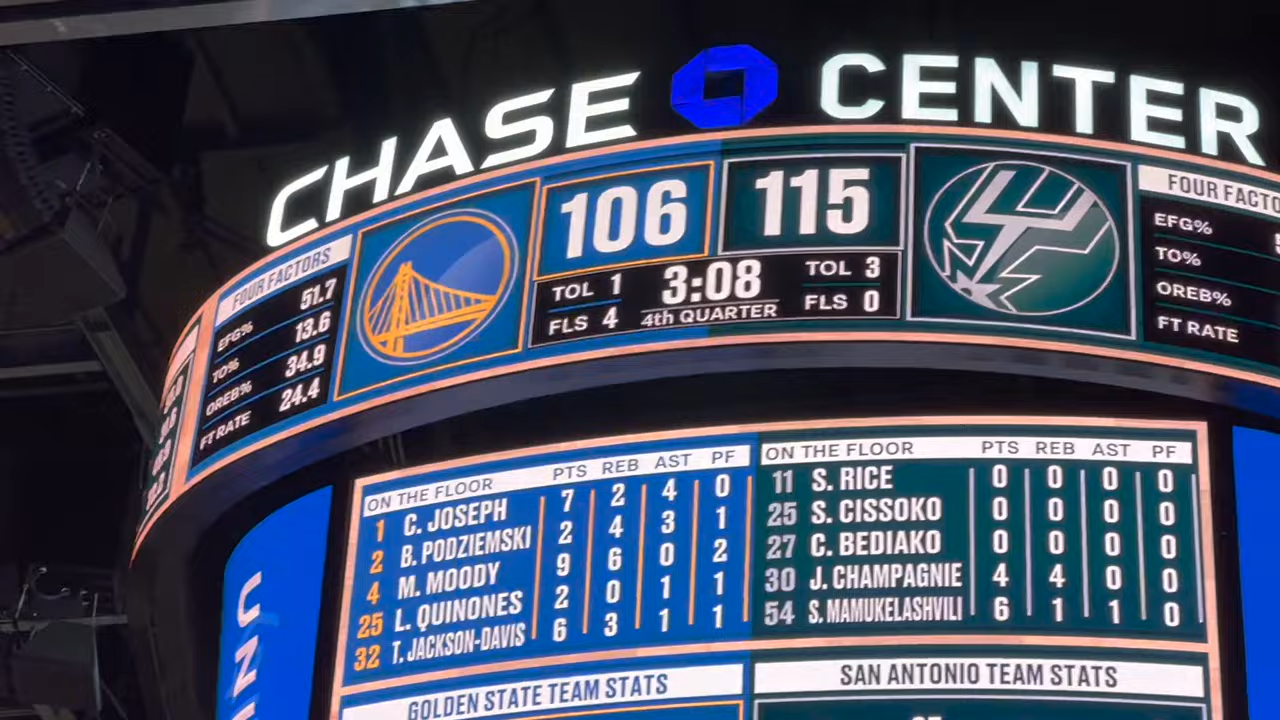 CHASE CENTER
106 115
TOL 1 3:08 TOL 3
FLS 4 4th QUARTER FLS 0
FOUR FACTORS
EFG% 51.7
TO% 13.6
OREB% 34.9
FT RATE 24.4
FOUR FACTO
EFG%
TO%
OREB%
FT RATE
ON THE FLOOR PTS REB AST PF
1 C. JOSEPH 7 2 4 0
2 B. PODZIEMSKI 2 4 3 1
4 M. MOODY 9 6 0 2
25 L. QUINONES 2 0 1 1
32 T. JACKSON-DAVIS 6 3 1 1
ON THE FLOOR PTS REB AST PF
11 S. RICE 0 0 0 0
25 S. CISSOKO 0 0 0 0
27 C. BEDIAKO 0 0 0 0
30 J. CHAMPAGNIE 4 4 0 0
54 S. MAMUKELASHVILI 6 1 1 0
GOLDEN STATE TEAM STATS
SAN ANTONIO TEAM STATS